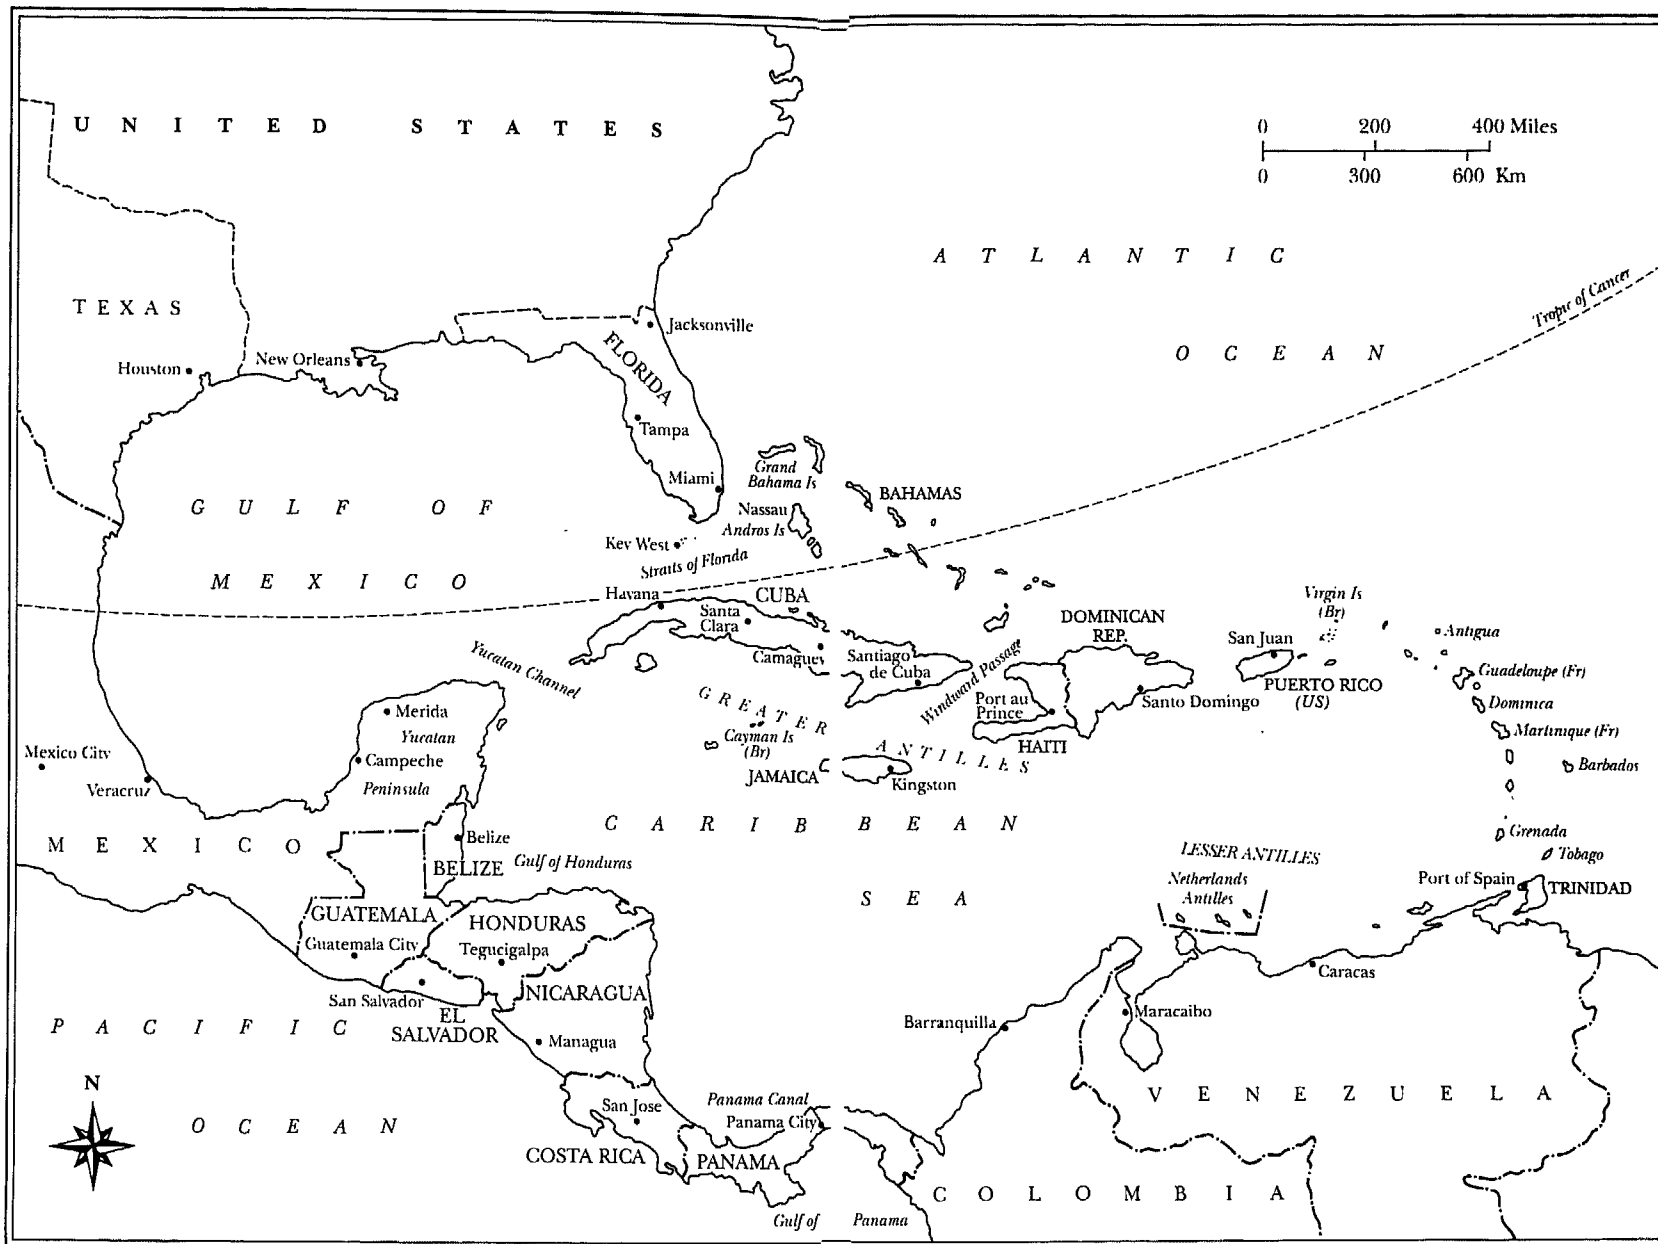 UNITED STATES
0 200 400 Miles
0 300 600 Km
ATLANTIC
OCEAN
Tropic of Cancer
TEXAS
Houston
New Orleans
Jacksonville
FLORIDA
Tampa
Miami
Grand
Bahama Is
Nassau
Andros Is
BAHAMAS
Key West
Straits of Florida
GULF OF
MEXICO
Havana
CUBA
Santa
Clara
Camaguey
Santiago
de Cuba
Yucatan Channel
Windward Passage
DOMINICAN
REP.
Port au
Prince
HAITI
Santo Domingo
San Juan
PUERTO RICO
(US)
Virgin Is
(Br)
Antigua
Guadeloupe (Fr)
Dominica
Martinique (Fr)
Barbados
Grenada
Tobago
Port of Spain
TRINIDAD
GREATER
ANTILLES
Cayman Is
(Br)
JAMAICA
Kingston
Merida
Yucatan
Campeche
Peninsula
Mexico City
Veracruz
MEXICO
CARIBBEAN
SEA
LESSER ANTILLES
Netherlands
Antilles
Belize
BELIZE
Gulf of Honduras
GUATEMALA
Guatemala City
HONDURAS
Tegucigalpa
San Salvador
EL
SALVADOR
NICARAGUA
Managua
PACIFIC
OCEAN
N
San Jose
COSTA RICA
Panama Canal
Panama City
PANAMA
Gulf of Panama
Barranquilla
Maracaibo
Caracas
VENEZUELA
COLOMBIA